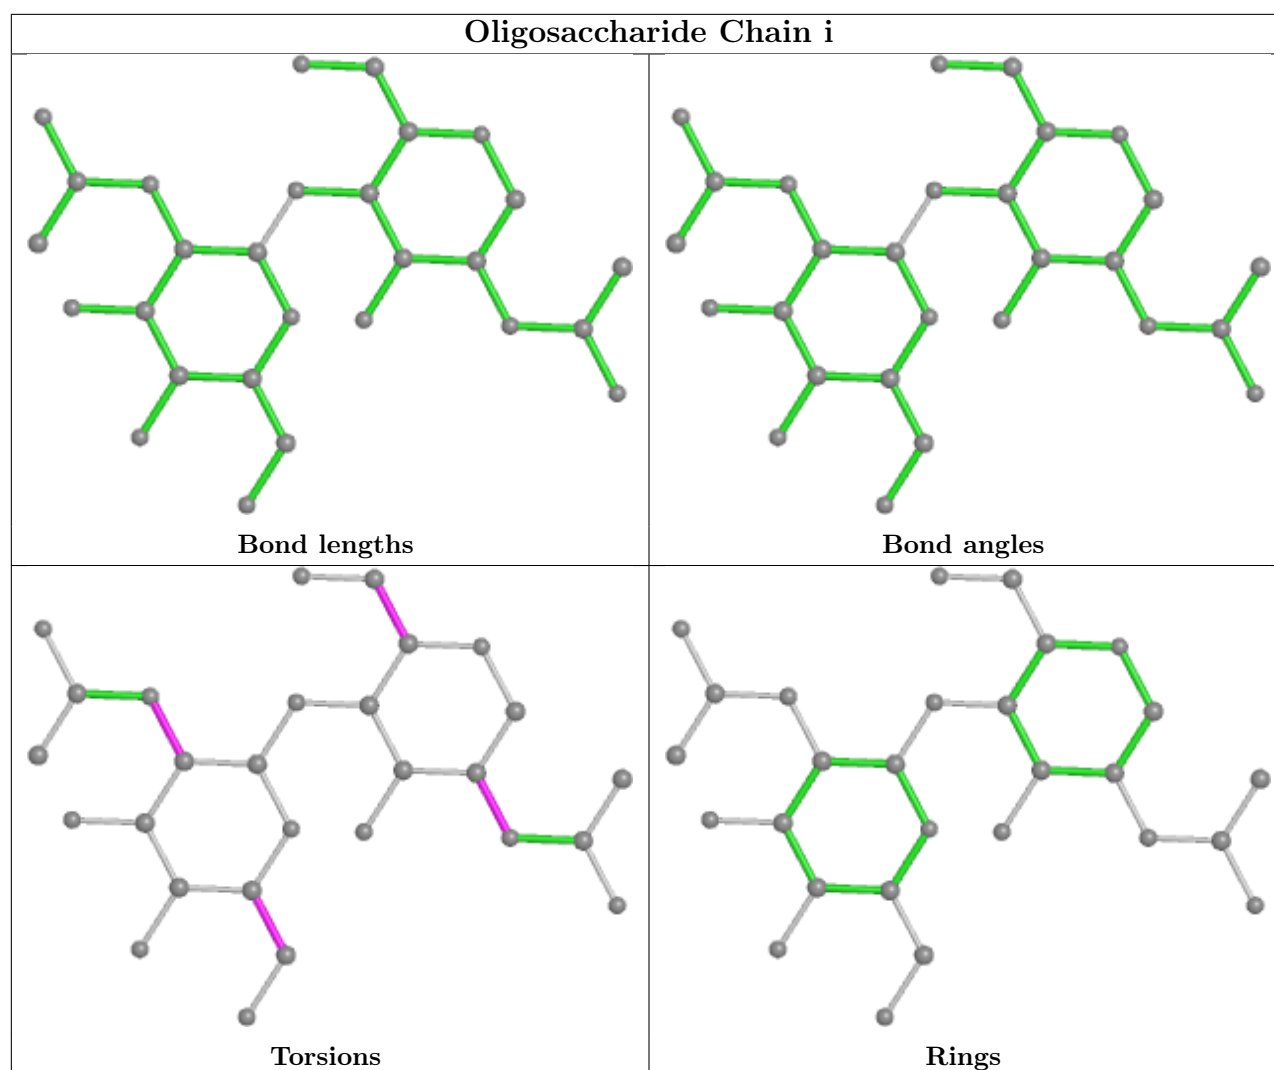 Oligosaccharide Chain i
Bond lengths
Bond angles
Torsions
Rings